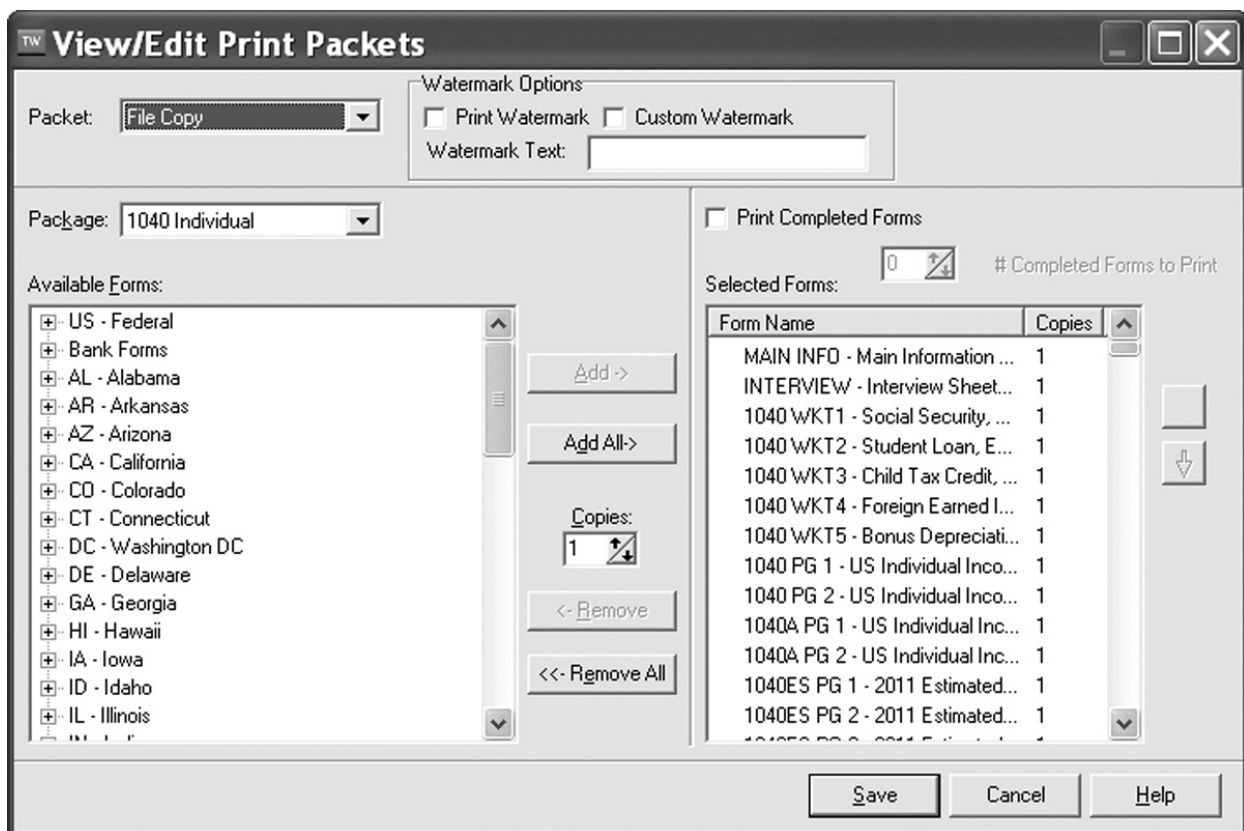 TW View/Edit Print Packets
Packet: File Copy
Watermark Options
Print Watermark Custom Watermark
Watermark Text:
Package: 1040 Individual
Available Forms:
US - Federal
Bank Forms
AL - Alabama
AR - Arkansas
AZ - Arizona
CA - California
CO - Colorado
CT - Connecticut
DC - Washington DC
DE - Delaware
GA - Georgia
HI - Hawaii
IA - Iowa
ID - Idaho
IL - Illinois
Add ->
Add All->
Copies:
1
<- Remove
<<- Remove All
Print Completed Forms
0 # Completed Forms to Print
Selected Forms:
Form Name Copies
MAIN INFO - Main Information ... 1
INTERVIEW - Interview Sheet... 1
1040 WKT1 - Social Security, ... 1
1040 WKT2 - Student Loan, E... 1
1040 WKT3 - Child Tax Credit, ... 1
1040 WKT4 - Foreign Earned I... 1
1040 WKT5 - Bonus Depreciati... 1
1040 PG 1 - US Individual Inco... 1
1040 PG 2 - US Individual Inco... 1
1040A PG 1 - US Individual Inc... 1
1040A PG 2 - US Individual Inc... 1
1040ES PG 1 - 2011 Estimated... 1
1040ES PG 2 - 2011 Estimated... 1
Save Cancel Help